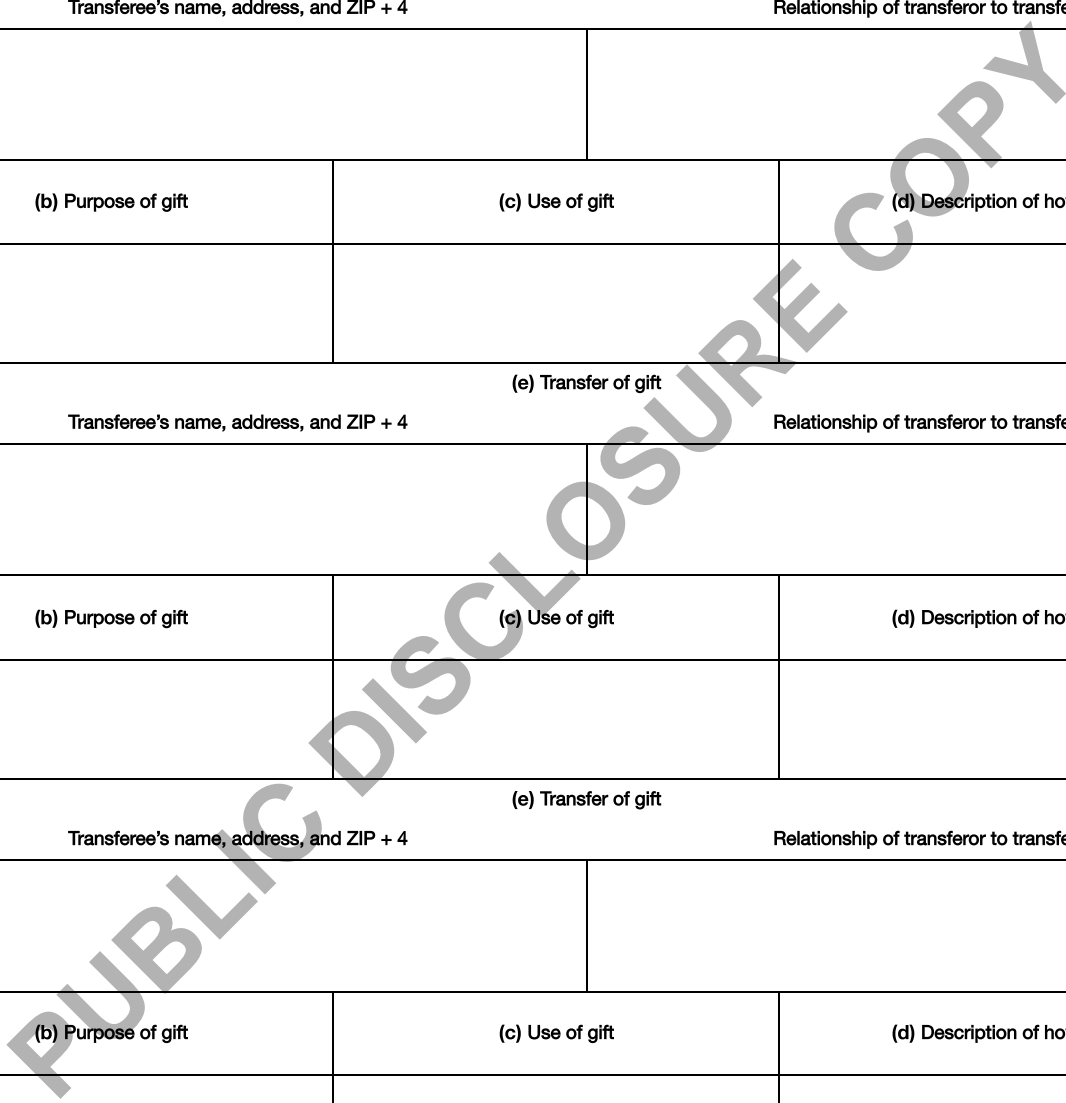 Transferee's name, address, and ZIP + 4 Relationship of transferor to transfe
(b) Purpose of gift (c) Use of gift (d) Description of ho
(e) Transfer of gift
Transferee's name, address, and ZIP + 4 Relationship of transferor to transfe
(b) Purpose of gift (c) Use of gift (d) Description of ho
(e) Transfer of gift
Transferee's name, address, and ZIP + 4 Relationship of transferor to transfe
(b) Purpose of gift (c) Use of gift (d) Description of ho
PUBLIC DISCLOSURE COPY